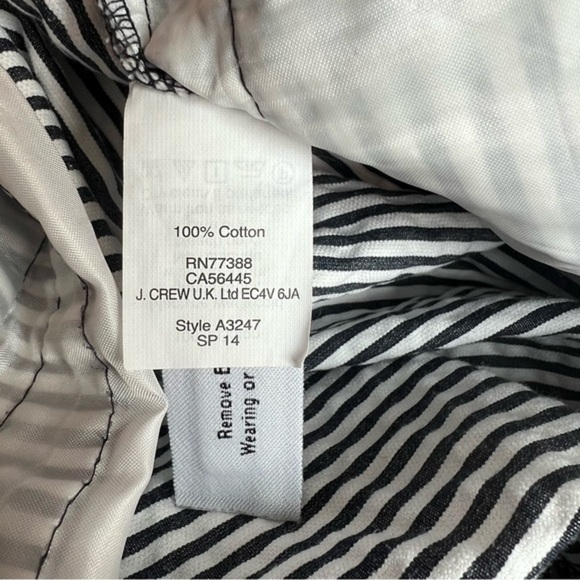 100% Cotton
RN77388
CA56445
J. CREW U.K. Ltd EC4V 6JA
Style A3247
SP 14
Remove
Wearing or